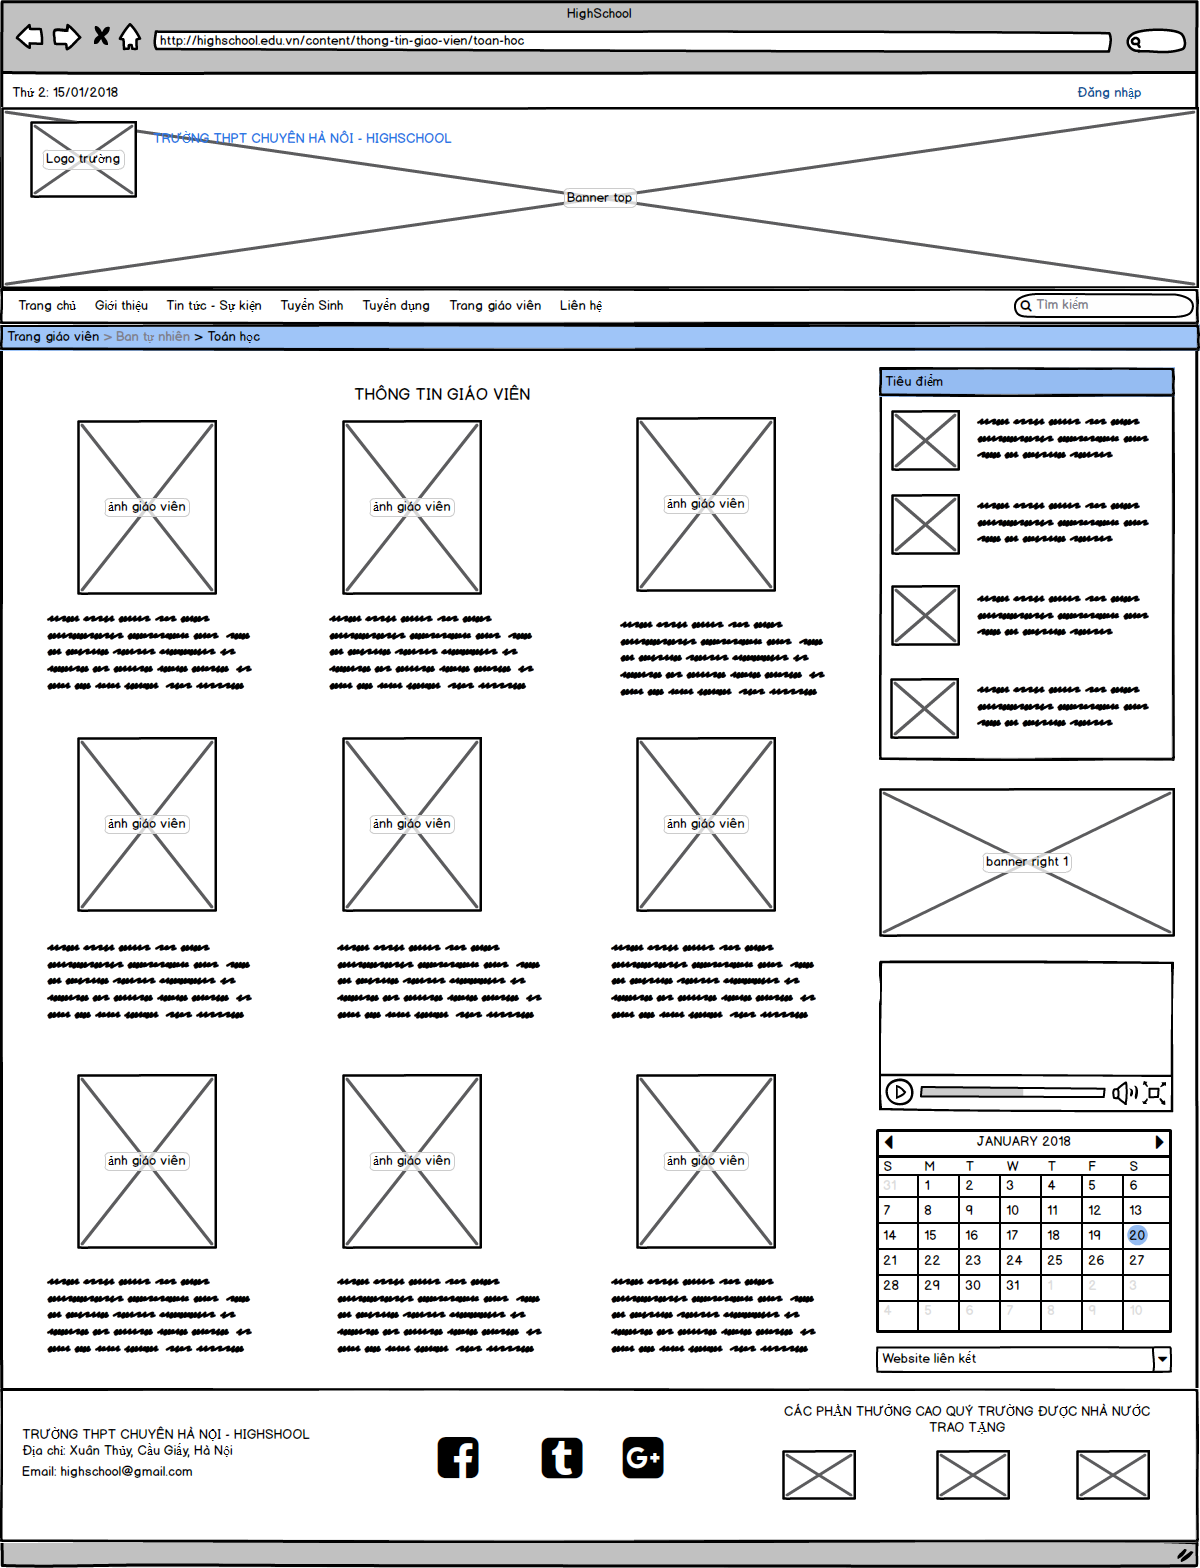 HighSchool
http://highschool.edu.vn/content/thong-tin-giao-vien/toan-hoc
Thứ 2: 15/01/2018
Đăng nhập
Logo trường
TRƯỜNG THPT CHUYÊN HÀ NÔI - HIGHSCHOOL
Banner top
Trang chủ Giới thiệu Tin tức - Sự kiện Tuyển Sinh Tuyển dụng Trang giáo viên Liên hệ
Tìm kiếm
Trang giáo viên > Ban tự nhiên > Toán học
THÔNG TIN GIÁO VIÊN
ảnh giáo viên ảnh giáo viên ảnh giáo viên
ảnh giáo viên ảnh giáo viên ảnh giáo viên
ảnh giáo viên ảnh giáo viên ảnh giáo viên
Tiêu điểm
banner right 1
JANUARY 2018
S M T W T F S
31 1 2 3 4 5 6
7 8 9 10 11 12 13
14 15 16 17 18 19 20
21 22 23 24 25 26 27
28 29 30 31 1 2 3
4 5 6 7 8 9 10
Website liên kết
TRƯỜNG THPT CHUYÊN HÀ NỘI - HIGHSHOOL
Địa chỉ: Xuân Thủy, Cầu Giấy, Hà Nội
Email: highschool@gmail.com
CÁC PHẦN THƯỞNG CAO QUÝ TRƯỜNG ĐƯỢC NHÀ NƯỚC
TRAO TẶNG